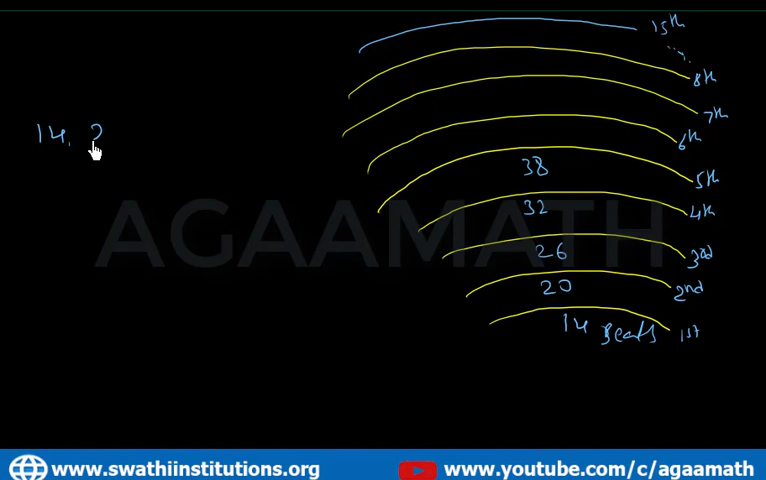 15th
8th
7th
14, 2
6th
38
5th
32
4th
AGAAMATH
26
3rd
20
2nd
14 seats
1st
www.swathiinstitutions.org
www.youtube.com/c/agaamath